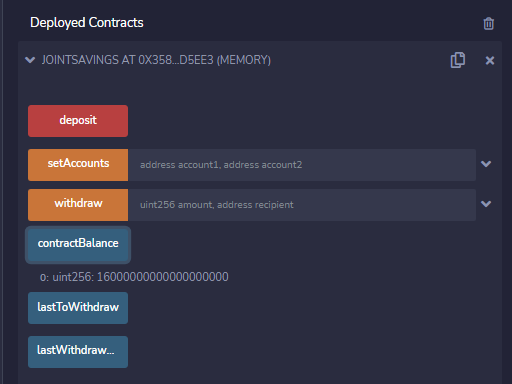 Deployed Contracts
JOINTSAVINGS AT 0X358...D5EE3 (MEMORY)
deposit
setAccounts address account1, address account2
withdraw uint256 amount, address recipient
contractBalance
0: uint256: 16000000000000000000
lastToWithdraw
lastWithdraw...